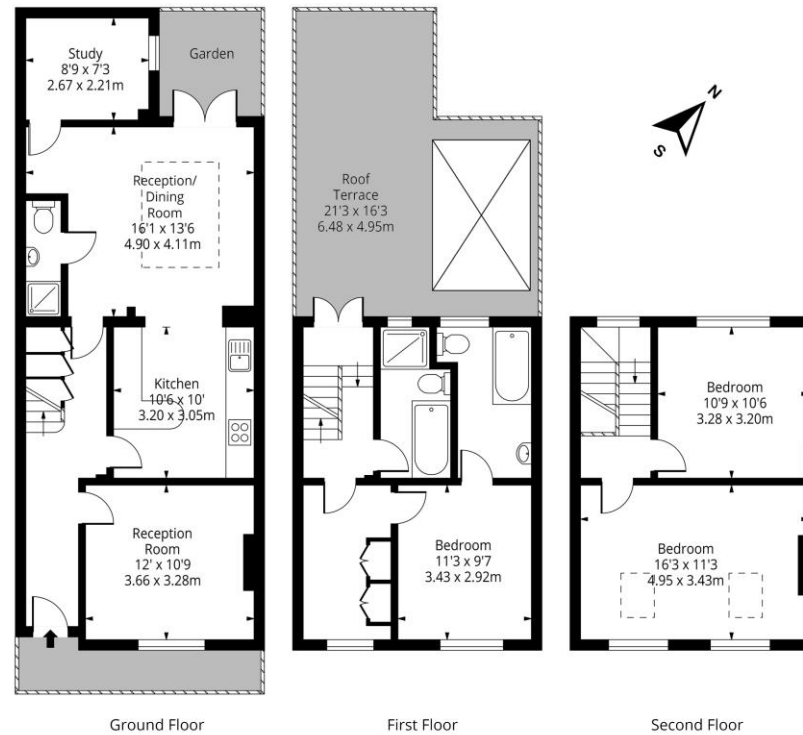 Study
8'9 x 7'3
2.67 x 2.21m
Garden
Reception/
Dining
Room
16'1 x 13'6
4.90 x 4.11m
Kitchen
10'6 x 10'
3.20 x 3.05m
Reception
Room
12' x 10'9
3.66 x 3.28m
Ground Floor
Roof
Terrace
21'3 x 16'3
6.48 x 4.95m
Bedroom
11'3 x 9'7
3.43 x 2.92m
First Floor
N
S
Bedroom
10'9 x 10'6
3.28 x 3.20m
Bedroom
16'3 x 11'3
4.95 x 3.43m
Second Floor